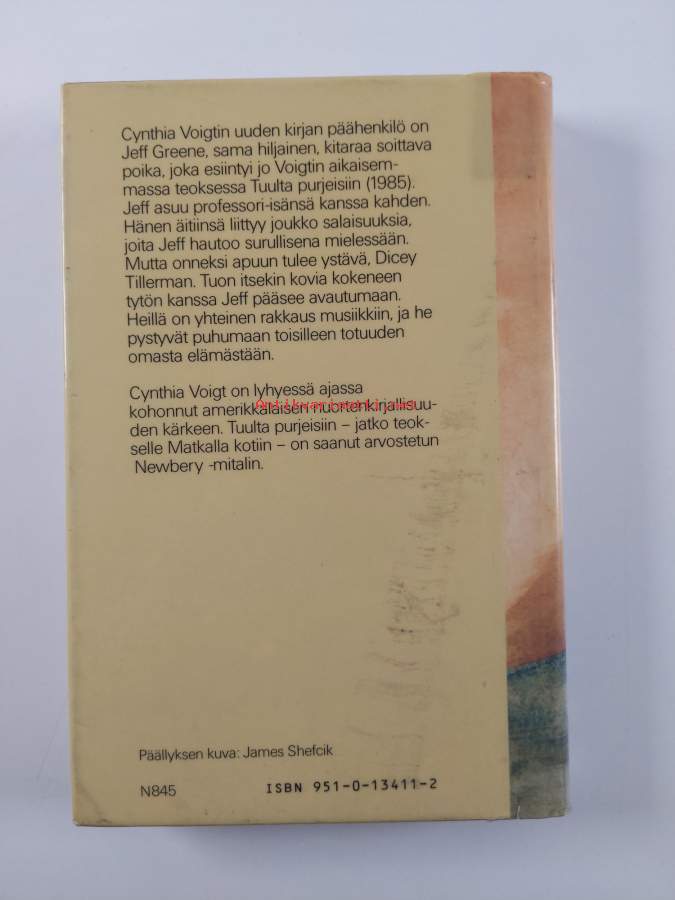 Cynthia Voigtin uuden kirjan päähenkilö on
Jeff Greene, sama hiljainen, kitaraa soittava
poika, joka esiintyi jo Voigtin aikaisem-
massa teoksessa Tuulta purjeisiin (1985).
Jeff asuu professori-isänsä kanssa kahden.
Hänen äitiinsä liittyy joukko salaisuuksia,
joita Jeff hautoo surullisena mielessään.
Mutta onneksi apuun tulee ystävä, Dicey
Tillerman. Tuon itsekin kovia kokeneen
tytön kanssa Jeff pääsee avautumaan.
Heillä on yhteinen rakkaus musiikkiin, ja he
pystyvät puhumaan toisilleen totuuden
omasta elämästään.
Cynthia Voigt on lyhyessä ajassa
kohonnut amerikkalaisen nuortenkirjallisuu-
den kärkeen. Tuulta purjeisiin – jatko teok-
selle Matkalla kotiin – on saanut arvostetun
Newbery -mitalin.
Päällyksen kuva: James Shefcik
N845 ISBN 951-0-13411-2